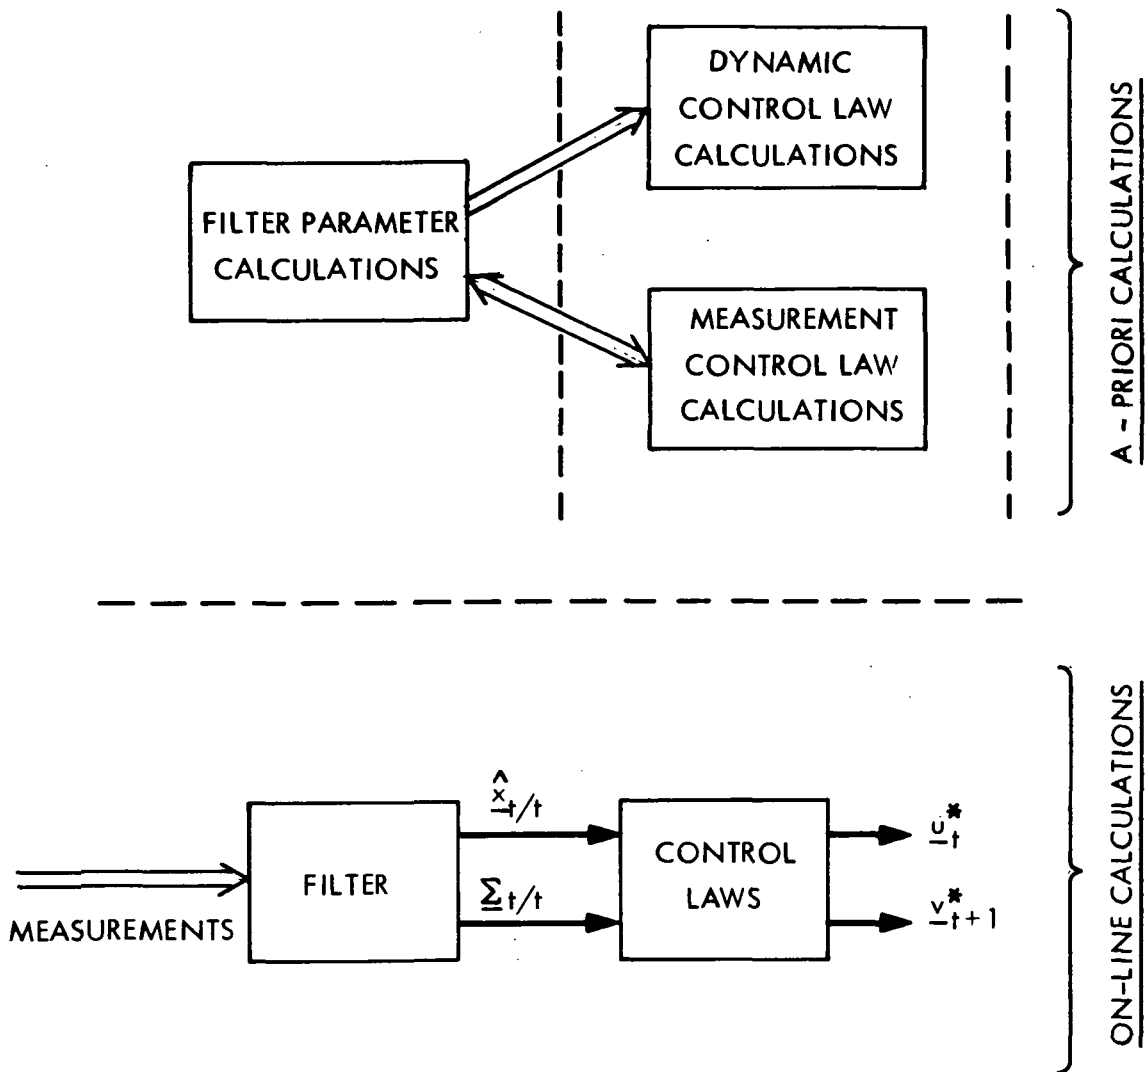 DYNAMIC
CONTROL LAW
CALCULATIONS
FILTER PARAMETER
CALCULATIONS
MEASUREMENT
CONTROL LAW
CALCULATIONS
A - PRIORI CALCULATIONS
MEASUREMENTS
FILTER
x̂ t/t
Σ t/t
CONTROL
LAWS
u*t
v*t+1
ON-LINE CALCULATIONS